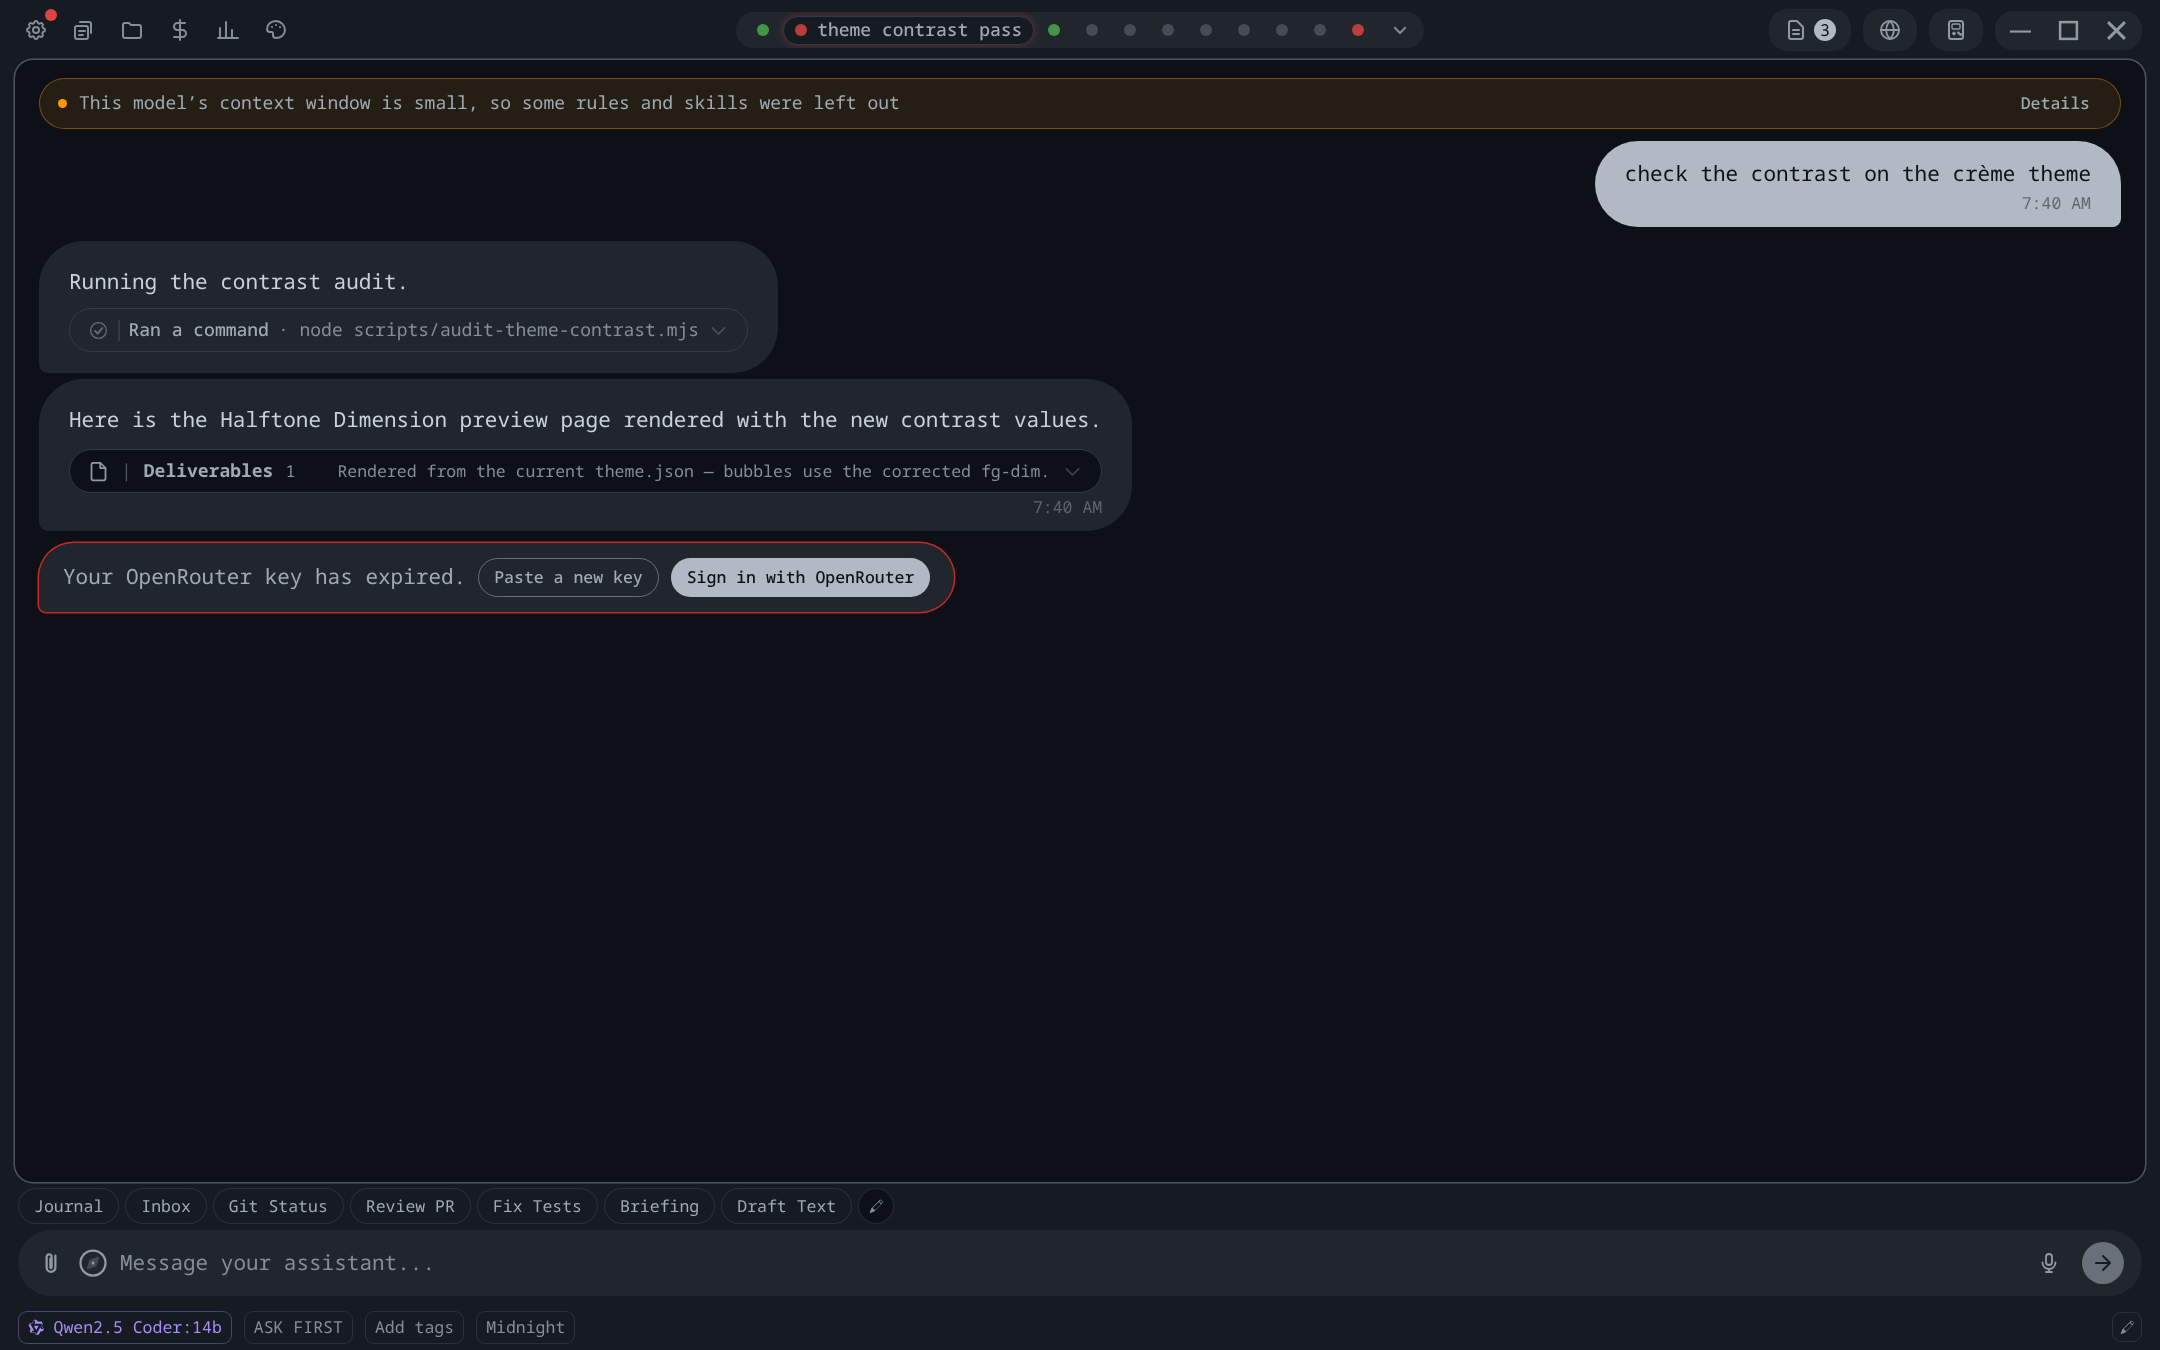 theme contrast pass
3
This model’s context window is small, so some rules and skills were left out
Details
check the contrast on the crème theme
7:40 AM
Running the contrast audit.
Ran a command · node scripts/audit-theme-contrast.mjs
Here is the Halftone Dimension preview page rendered with the new contrast values.
Deliverables 1 Rendered from the current theme.json — bubbles use the corrected fg-dim.
7:40 AM
Your OpenRouter key has expired. Paste a new key Sign in with OpenRouter
Journal Inbox Git Status Review PR Fix Tests Briefing Draft Text
Message your assistant...
Qwen2.5 Coder:14b ASK FIRST Add tags Midnight